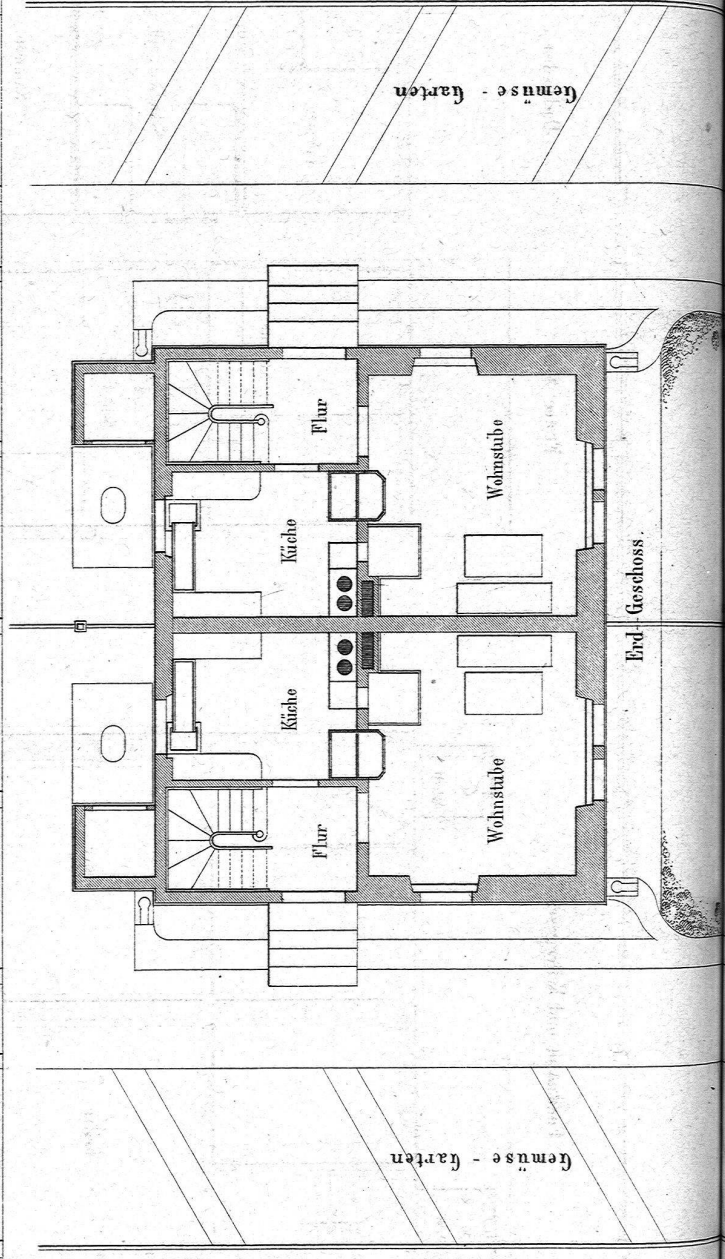 Gemüse - Garten
Flur
Wohnstube
Küche
Erd-Geschoss.
Küche
Wohnstube
Flur
Gemüse - Garten